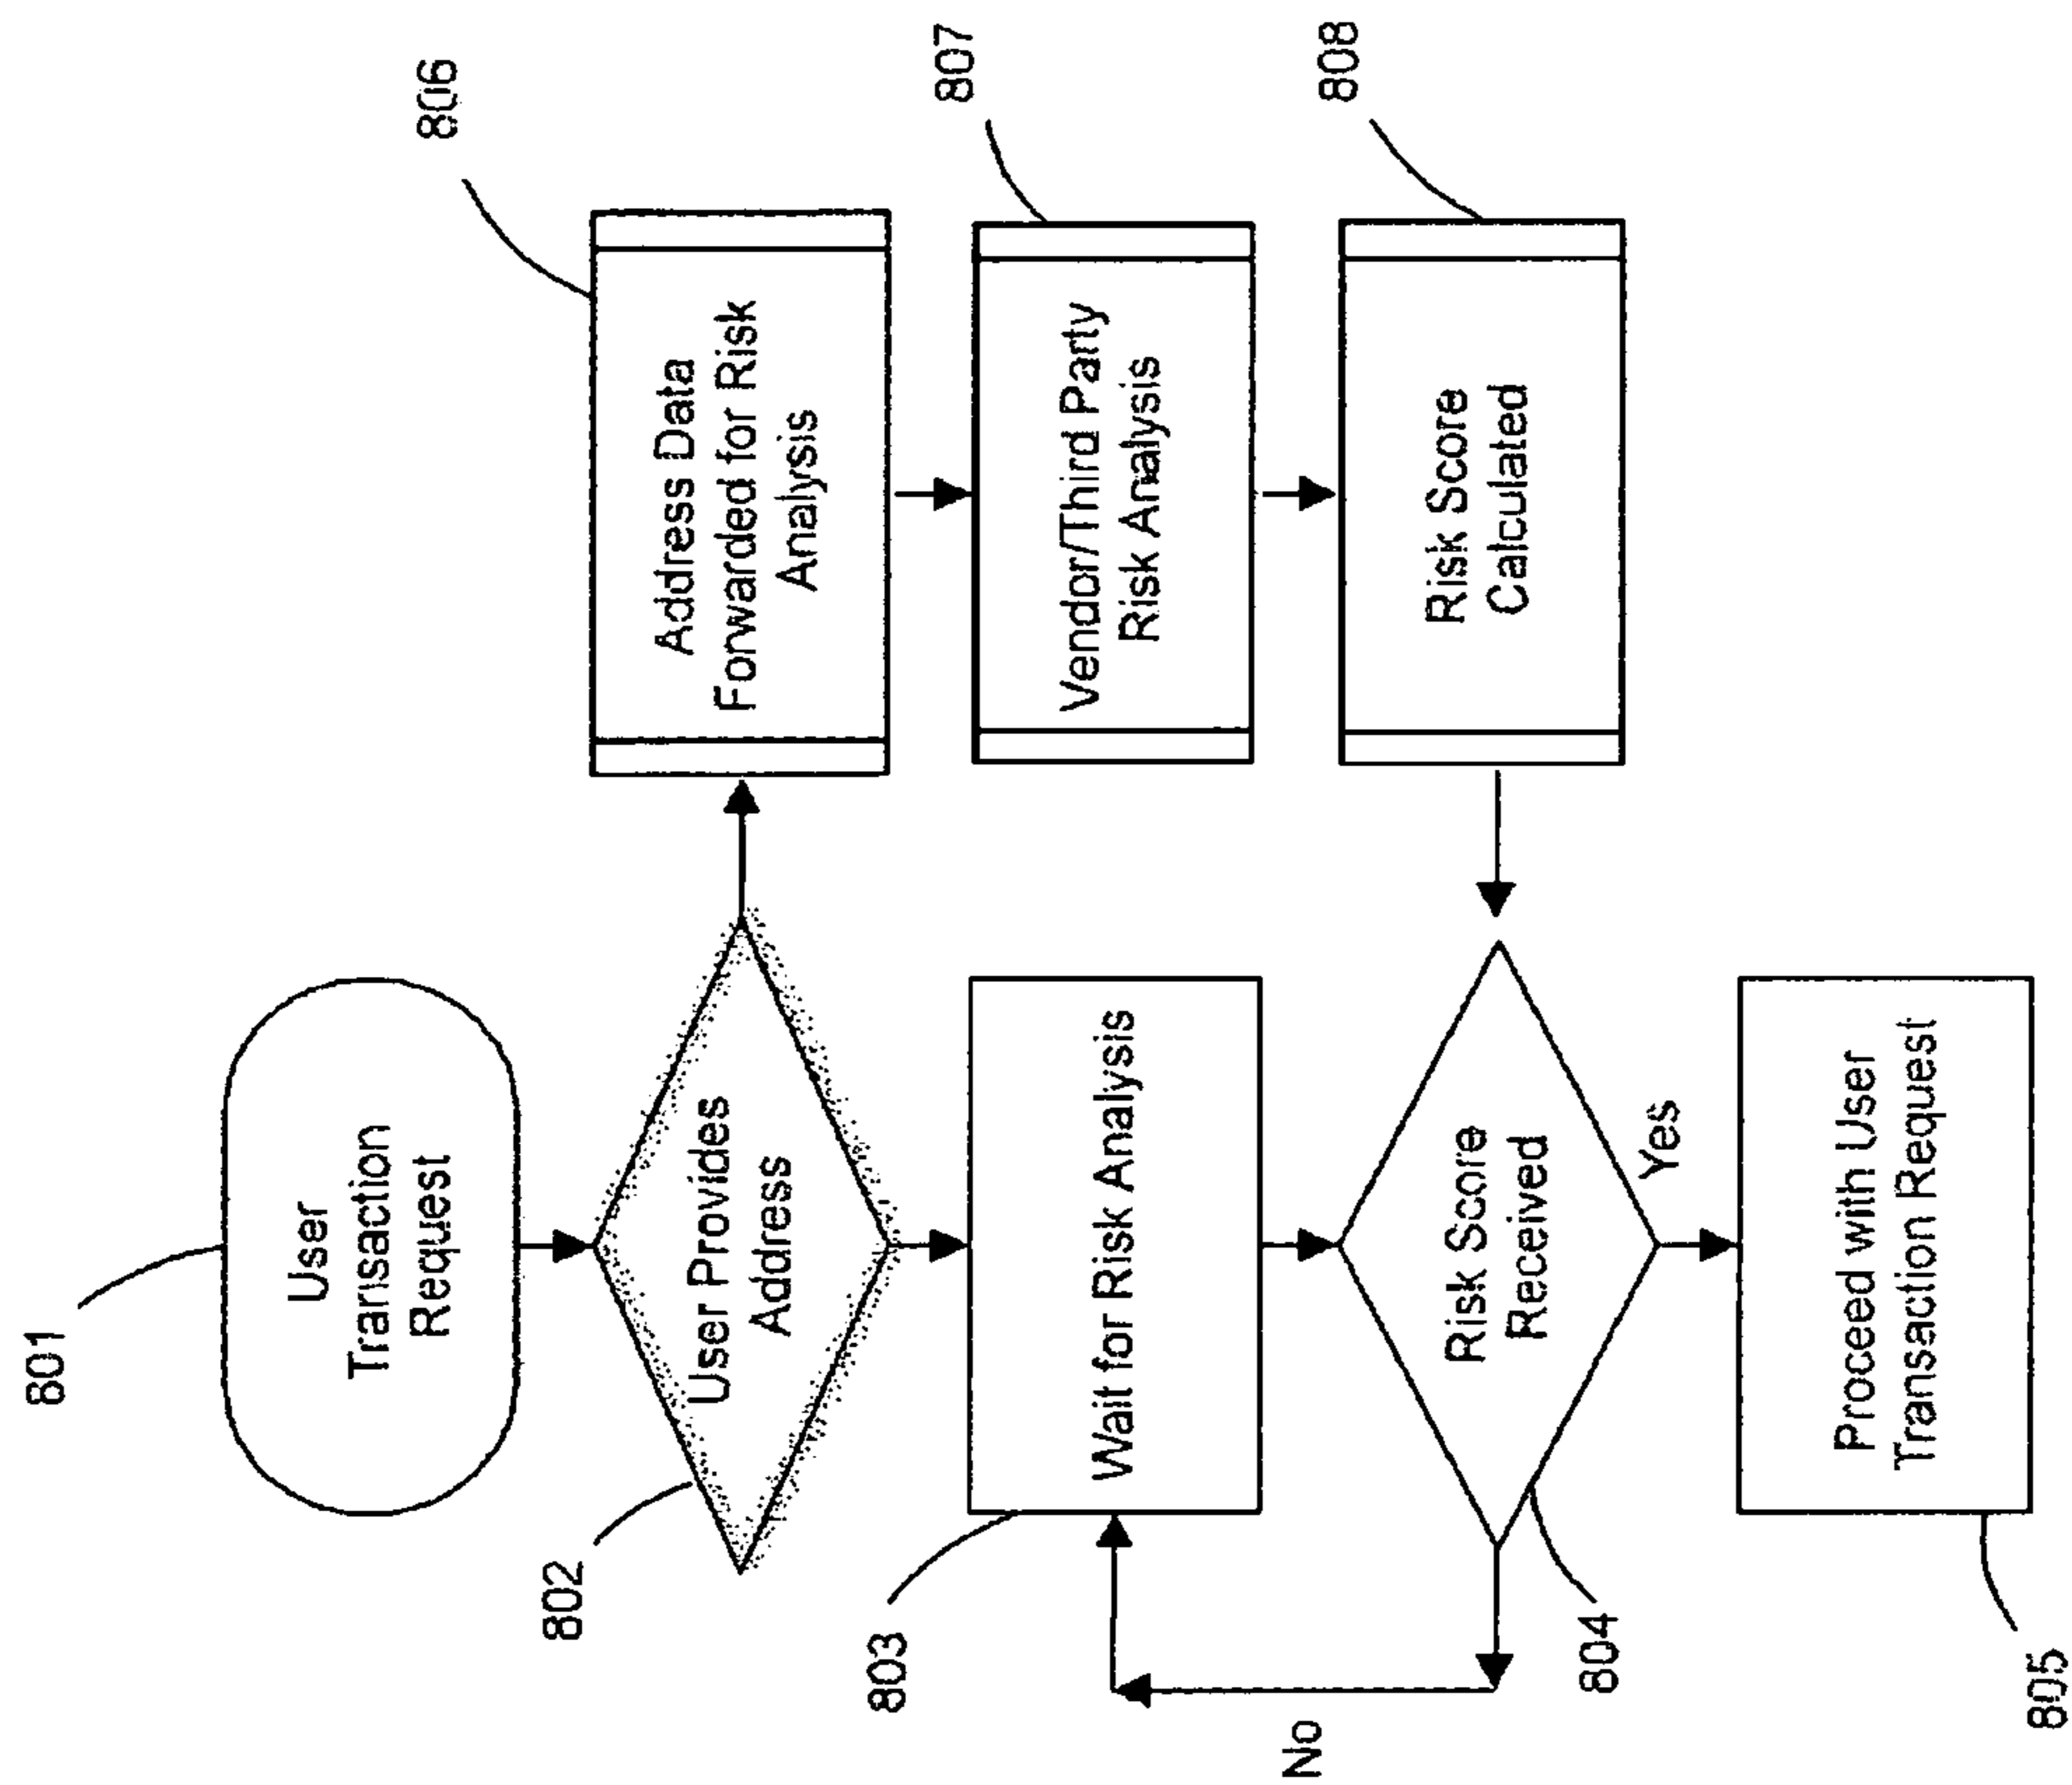 801
User
Transaction
Request
802
User Provides
Address
806
Address Data
Forwarded for Risk
Analysis
803
Wait for Risk Analysis
807
Vendor/Third Party
Risk Analysis
No
804
Risk Score
Received
Yes
808
Risk Score
Calculated
805
Proceed with User
Transaction Request